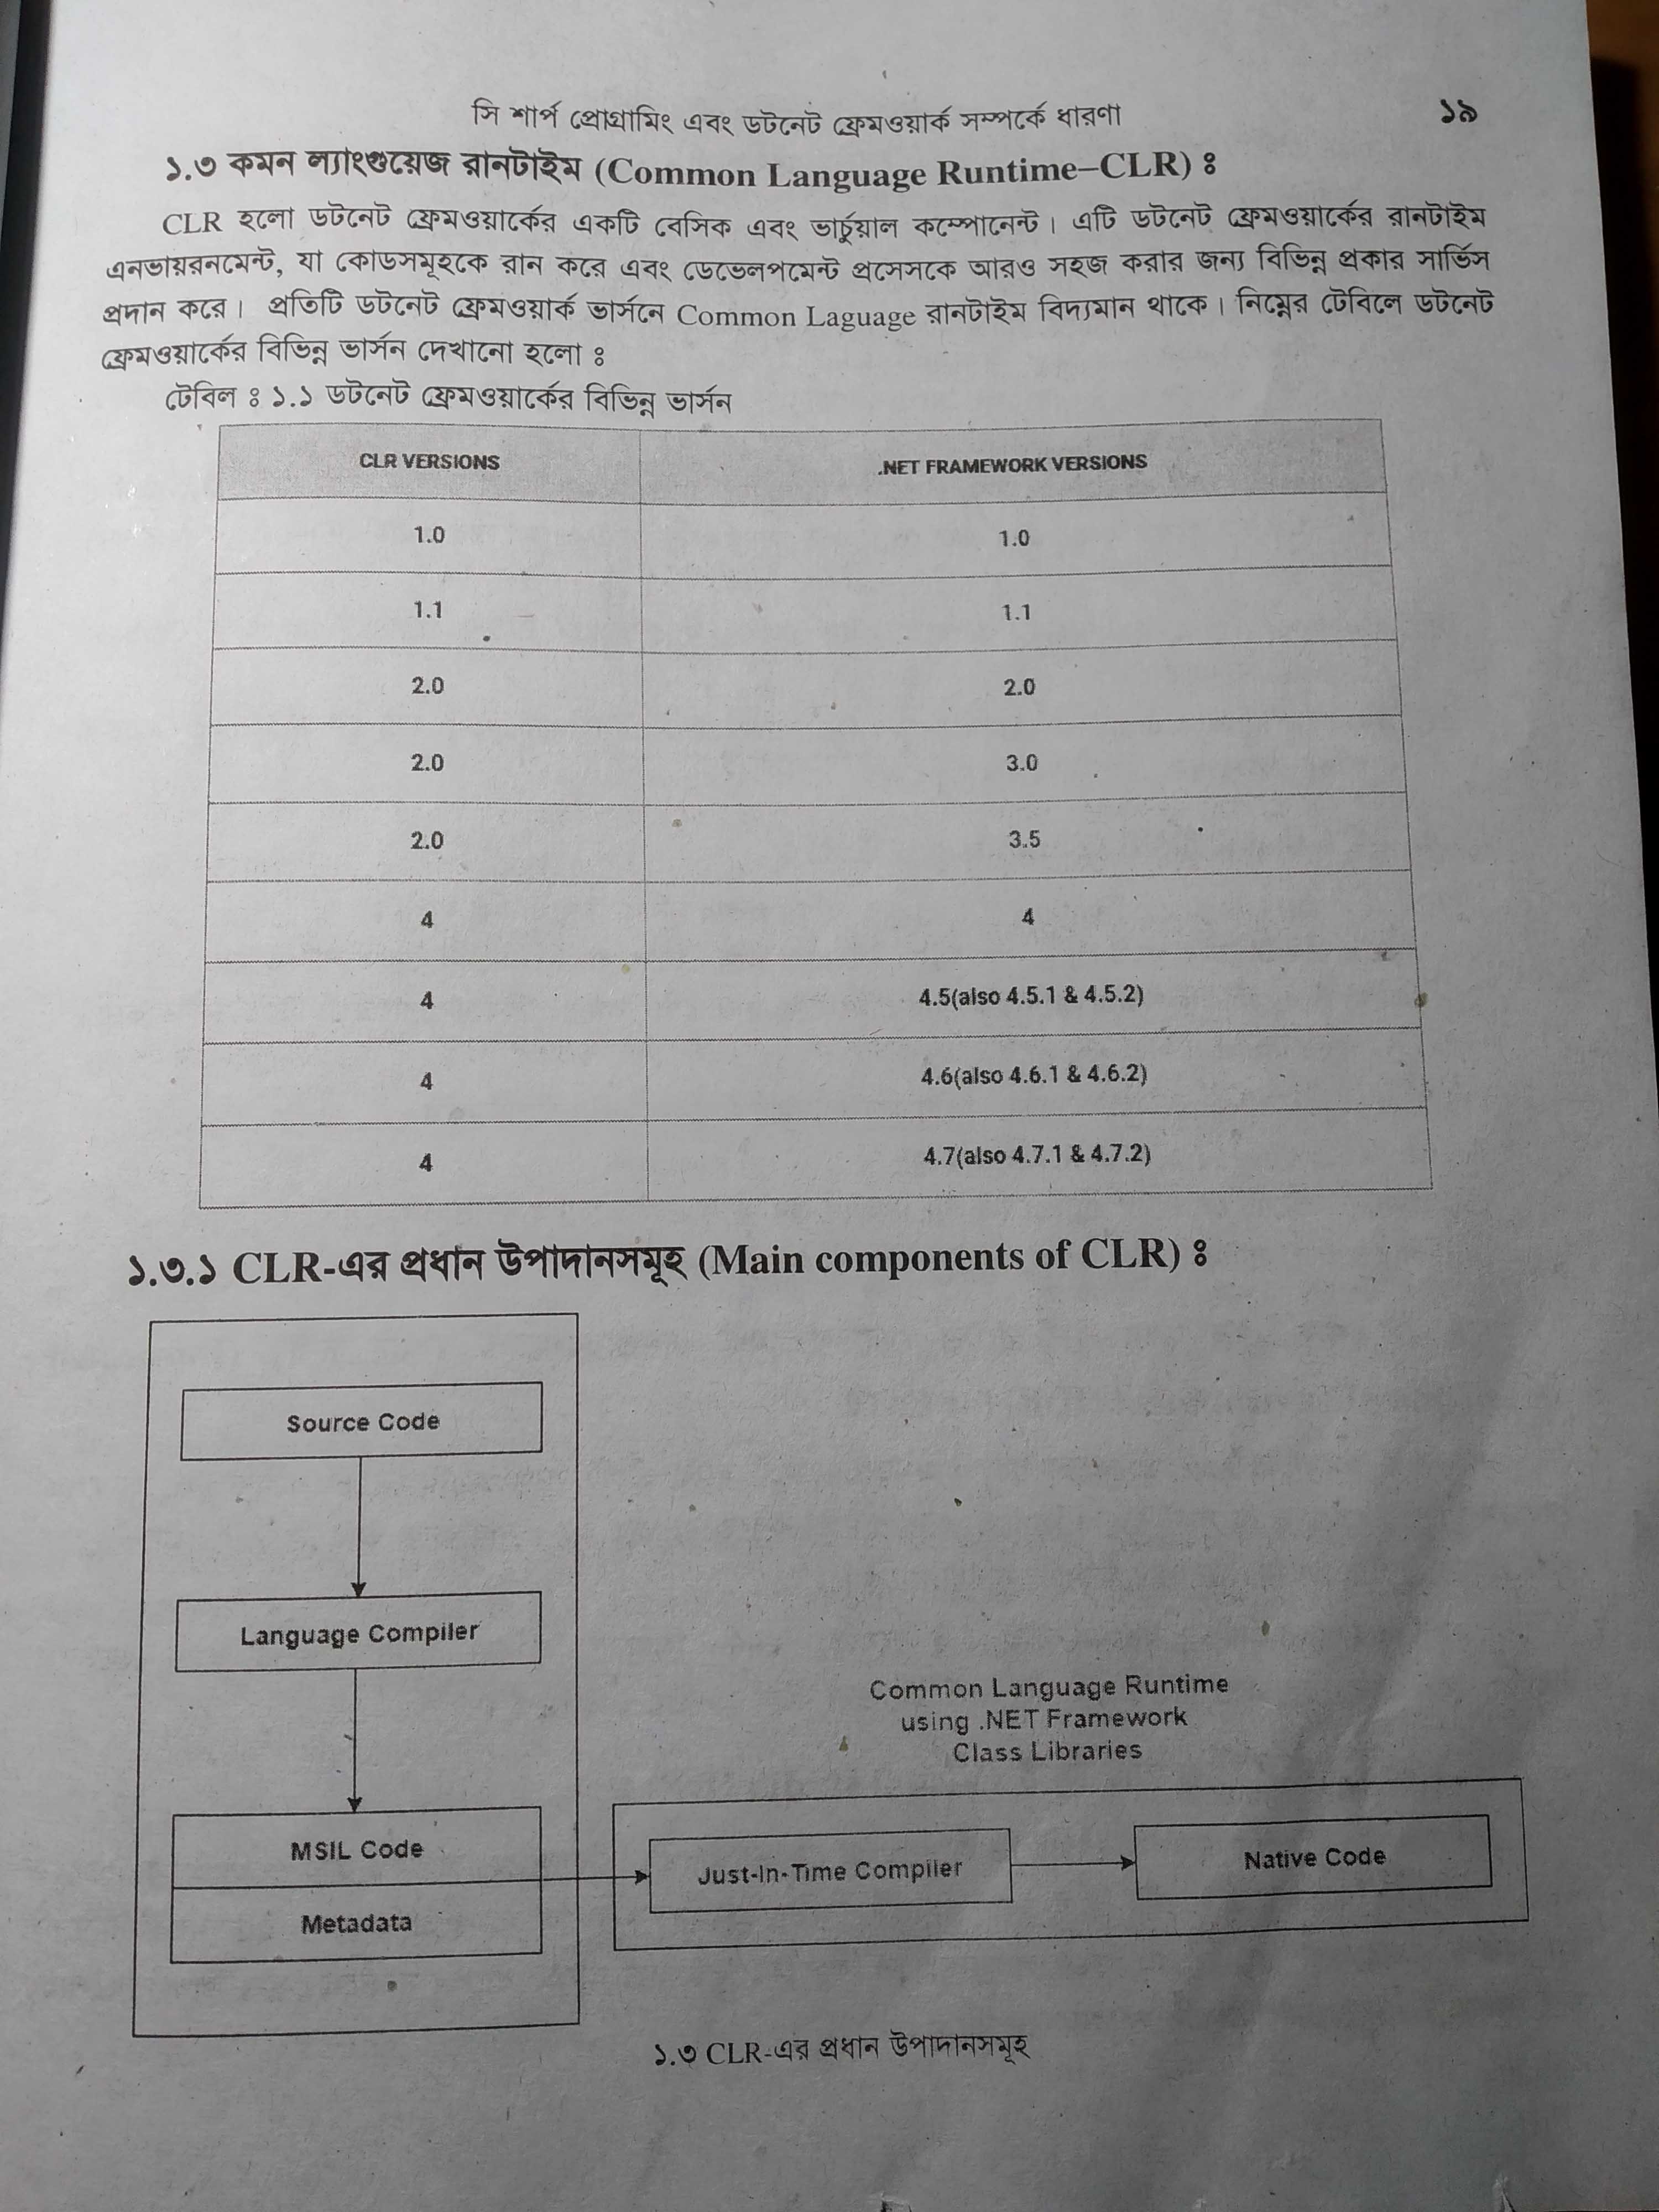 সি শার্প প্রোগ্রামিং এবং ডটনেট ফ্রেমওয়ার্ক সম্পর্কে ধারণা ১৯
১.৩ কমন ল্যাংগুয়েজ রানটাইম (Common Language Runtime–CLR) ঃ
CLR হলো ডটনেট ফ্রেমওয়ার্কের একটি বেসিক এবং ভার্চুয়াল কম্পোনেন্ট। এটি ডটনেট ফ্রেমওয়ার্কের রানটাইম
এনভায়রনমেন্ট, যা কোডসমূহকে রান করে এবং ডেভেলপমেন্ট প্রসেসকে আরও সহজ করার জন্য বিভিন্ন প্রকার সার্ভিস
প্রদান করে। প্রতিটি ডটনেট ফ্রেমওয়ার্ক ভার্সনে Common Laguage রানটাইম বিদ্যমান থাকে। নিম্নের টেবিলে ডটনেট
ফ্রেমওয়ার্কের বিভিন্ন ভার্সন দেখানো হলো ঃ
টেবিল ঃ ১.১ ডটনেট ফ্রেমওয়ার্কের বিভিন্ন ভার্সন
CLR VERSIONS .NET FRAMEWORK VERSIONS
1.0 1.0
1.1 1.1
2.0 2.0
2.0 3.0
2.0 3.5
4 4
4 4.5(also 4.5.1 & 4.5.2)
4 4.6(also 4.6.1 & 4.6.2)
4 4.7(also 4.7.1 & 4.7.2)
১.৩.১ CLR-এর প্রধান উপাদানসমূহ (Main components of CLR) ঃ
Source Code
Language Compiler
Common Language Runtime
using .NET Framework
Class Libraries
MSIL Code
Just-In-Time Compiler
Native Code
Metadata
১.৩ CLR-এর প্রধান উপাদানসমূহ